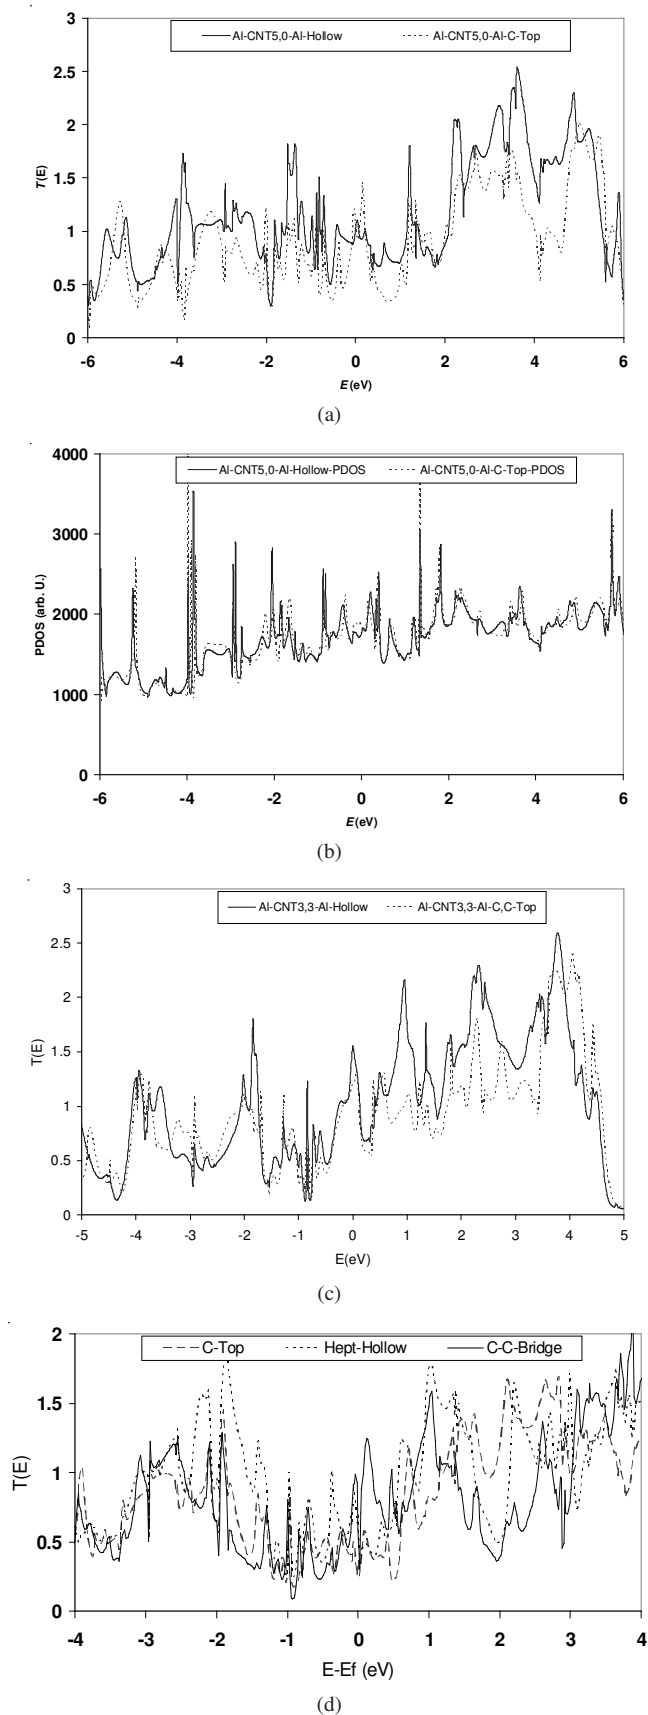 3
Al-CNT5,0-Al-Hollow Al-CNT5,0-Al-C-Top
2.5
2
T(E)
1.5
1
0.5
0
-6 -4 -2 0 2 4 6
E(eV)
(a)
4000
Al-CNT5,0-Al-Hollow-PDOS Al-CNT5,0-Al-C-Top-PDOS
3000
PDOS (arb. U.)
2000
1000
0
-6 -4 -2 0 2 4 6
E(eV)
(b)
3
Al-CNT3,3-Al-Hollow Al-CNT3,3-Al-C,C-Top
2.5
2
T(E)
1.5
1
0.5
0
-5 -4 -3 -2 -1 0 1 2 3 4 5
E(eV)
(c)
2
C-Top Hept-Hollow C-C-Bridge
1.5
T(E)
1
0.5
0
-4 -3 -2 -1 0 1 2 3 4
E-Ef (eV)
(d)